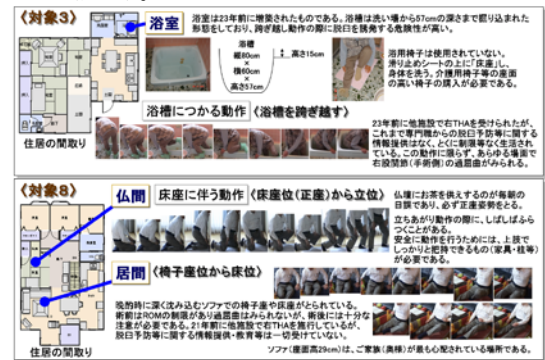 〈対象3〉
浴室
浴室は23年前に増築されたものである。浴槽は洗い場から57cmの深さまで掘り込まれた
形態をしており、跨ぎ越し動作の際に脱臼を誘発する危険性が高い。
浴槽
縦80cm
×
横60cm
×
高さ57cm
高さ15cm
浴用椅子は使用されていない。
滑り止めシートの上に「床座」し、
身体を洗う。介護用椅子等の座面
の高い椅子の購入が必要である。
浴槽につかる動作〈浴槽を跨ぎ越す〉
23年前に他施設で右THAを受けられたが、
これまで専門職からの脱臼予防等に関する
情報提供はなく、とくに制限等なく生活され
ている。この動作に限らず、あらゆる場面で
右股関節(手術側)の過屈曲がみられる。
住居の間取り
〈対象8〉
仏間
床座に伴う動作〈床座位(正座)から立位〉
仏壇にお茶を供えするのが毎朝の
日課であり、必ず正座姿勢をとる。
立ちあがり動作の際に、しばしばふら
つくことがある。
安全に動作を行うためには、上肢で
しっかりと把持できるもの(家具・柱等)
が必要である。
居間
〈椅子座位から床位〉
晩酌時に深く沈み込むソファでの椅子座や床座がとられている。
術前はROMの制限があり過屈曲はみられないが、術後には十分な
注意が必要である。21年前に他施設で右THAを施行しているが、
脱臼予防等に関する情報提供・教育等は一切受けていない。
ソファ(座面高29cm)は、ご家族(奥様)が最も心配されている場所である。
住居の間取り